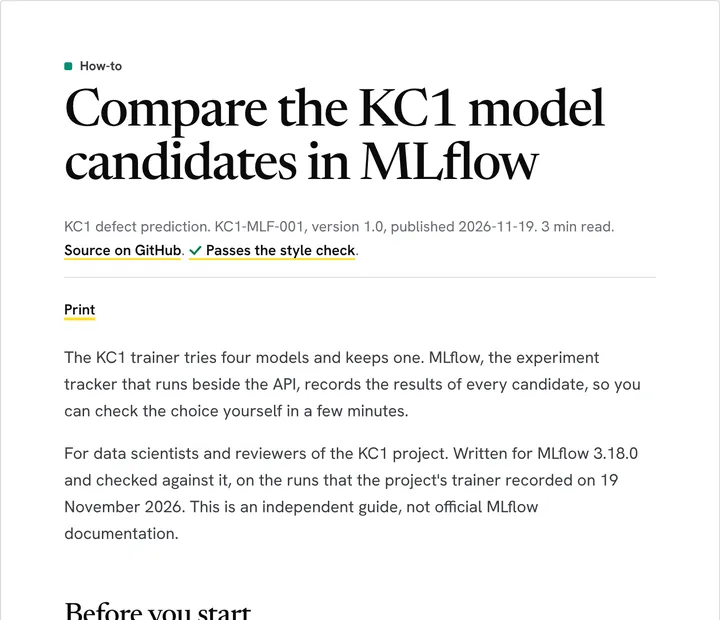 How-to
Compare the KC1 model
candidates in MLflow
KC1 defect prediction. KC1-MLF-001, version 1.0, published 2026-11-19. 3 min read.
Source on GitHub. ✓ Passes the style check.
Print
The KC1 trainer tries four models and keeps one. MLflow, the experiment
tracker that runs beside the API, records the results of every candidate, so you
can check the choice yourself in a few minutes.
For data scientists and reviewers of the KC1 project. Written for MLflow 3.18.0
and checked against it, on the runs that the project's trainer recorded on 19
November 2026. This is an independent guide, not official MLflow
documentation.
Before you start